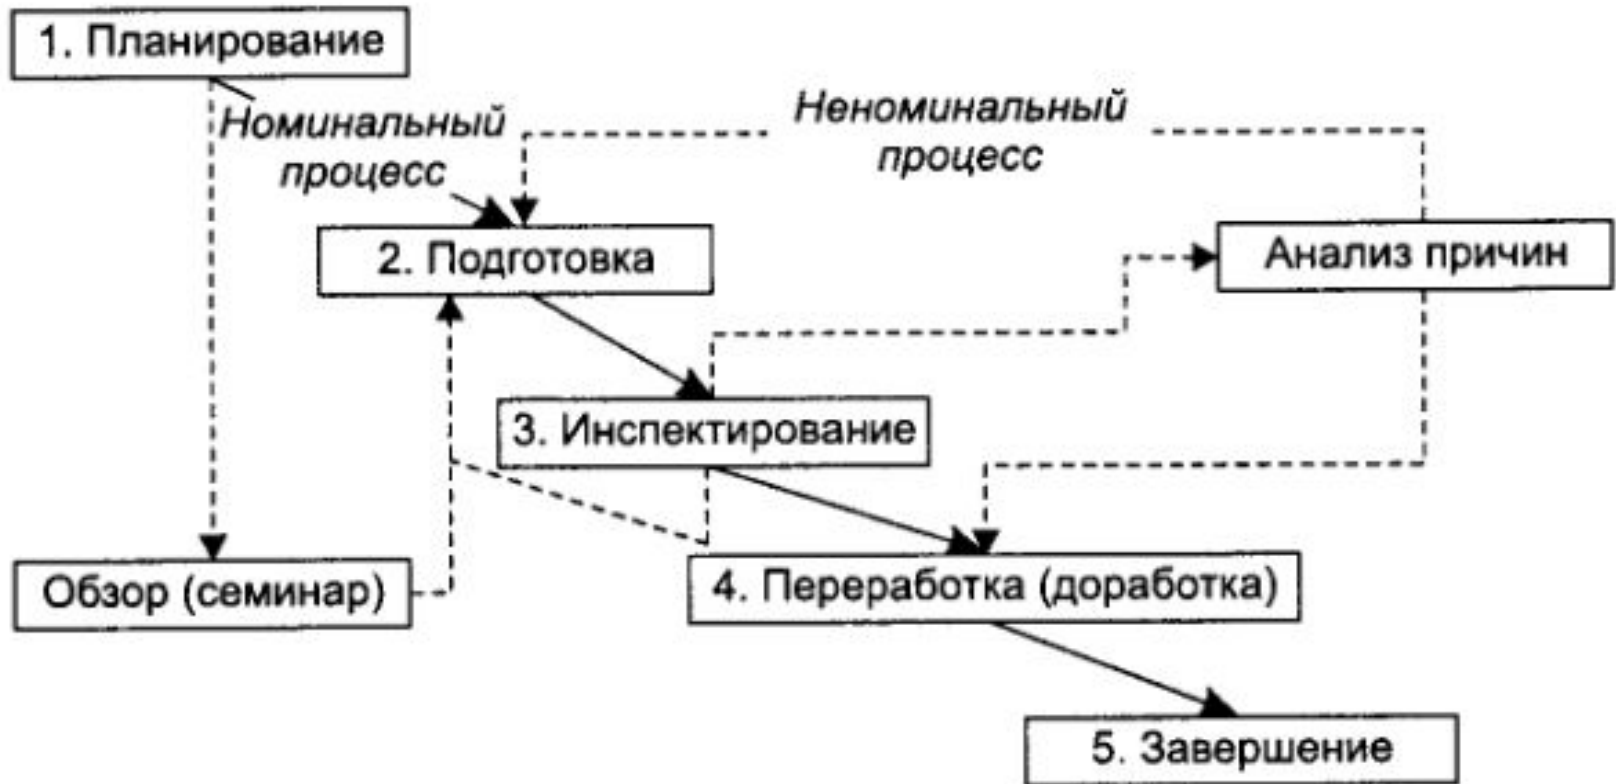 1. Планирование
Номинальный
процесс
Неноминальный
процесс
2. Подготовка
Анализ причин
3. Инспектирование
Обзор (семинар)
4. Переработка (доработка)
5. Завершение